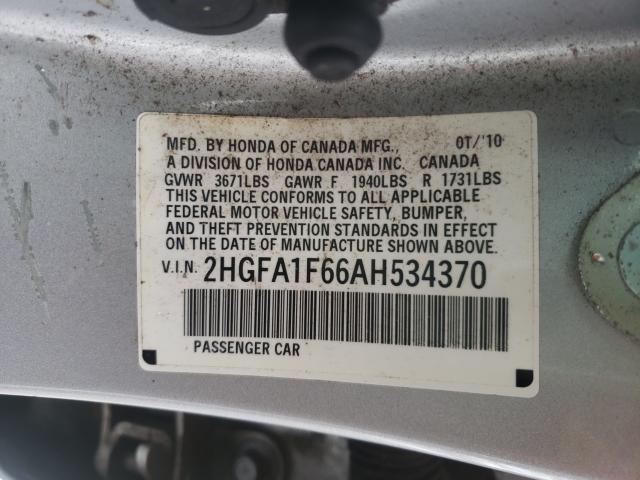 MFD. BY HONDA OF CANADA MFG., 0T/'10
A DIVISION OF HONDA CANADA INC. CANADA
GVWR 3671LBS GAWR F 1940LBS R 1731LBS
THIS VEHICLE CONFORMS TO ALL APPLICABLE
FEDERAL MOTOR VEHICLE SAFETY, BUMPER,
AND THEFT PREVENTION STANDARDS IN EFFECT
ON THE DATE OF MANUFACTURE SHOWN ABOVE.
V.I.N. 2HGFA1F66AH534370
PASSENGER CAR